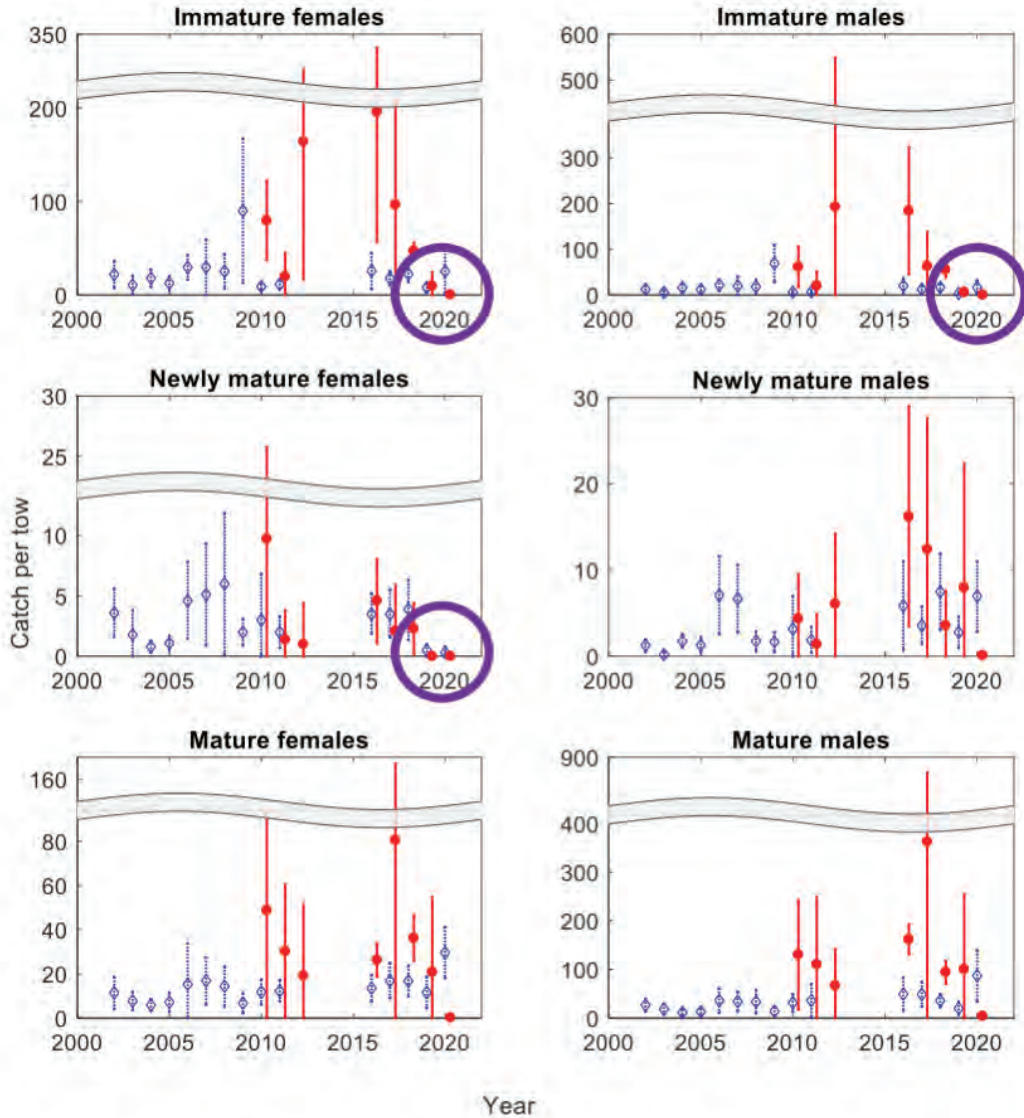 Immature females
Immature males
350
200
100
0
2000 2005 2010 2015 2020
600
500
300
200
100
0
2000 2005 2010 2015 2020
Newly mature females
Newly mature males
30
25
10
5
0
2000 2005 2010 2015 2020
30
20
10
0
2000 2005 2010 2015 2020
Catch per tow
Mature females
Mature males
160
80
60
40
20
0
2000 2005 2010 2015 2020
900
400
300
200
100
0
2000 2005 2010 2015 2020
Year